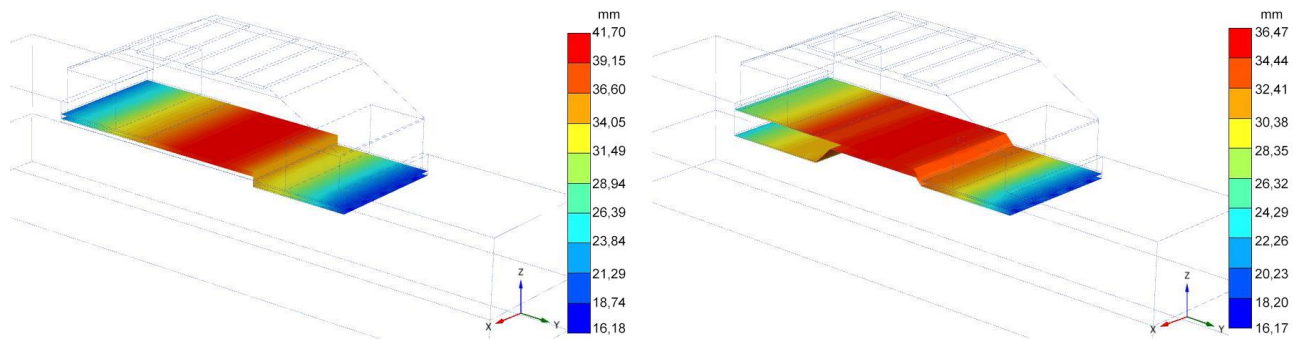 mm
41,70
39,15
36,60
34,05
31,49
28,94
26,39
23,84
21,29
18,74
16,18
Z
X
Y
mm
36,47
34,44
32,41
30,38
28,35
26,32
24,29
22,26
20,23
18,20
16,17
Z
X
Y